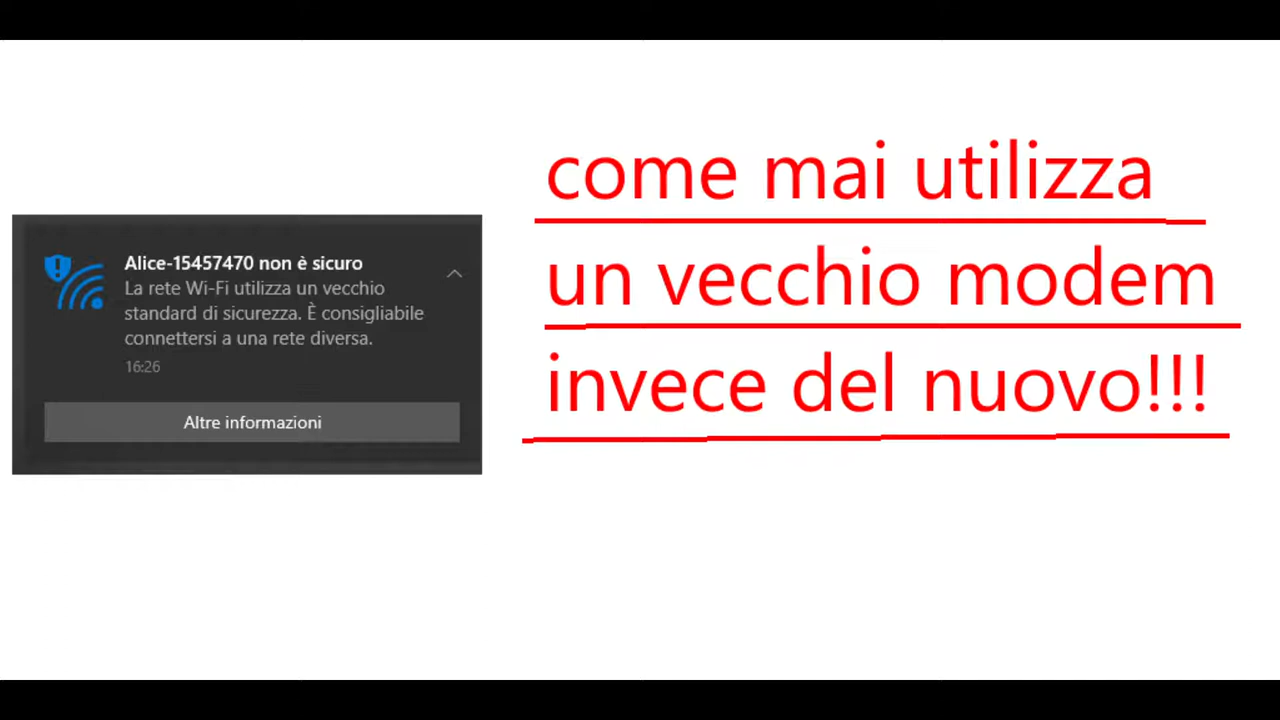 Alice-15457470 non è sicuro
La rete Wi-Fi utilizza un vecchio
standard di sicurezza. È consigliabile
connettersi a una rete diversa.
16:26
Altre informazioni
come mai utilizza
un vecchio modem
invece del nuovo!!!